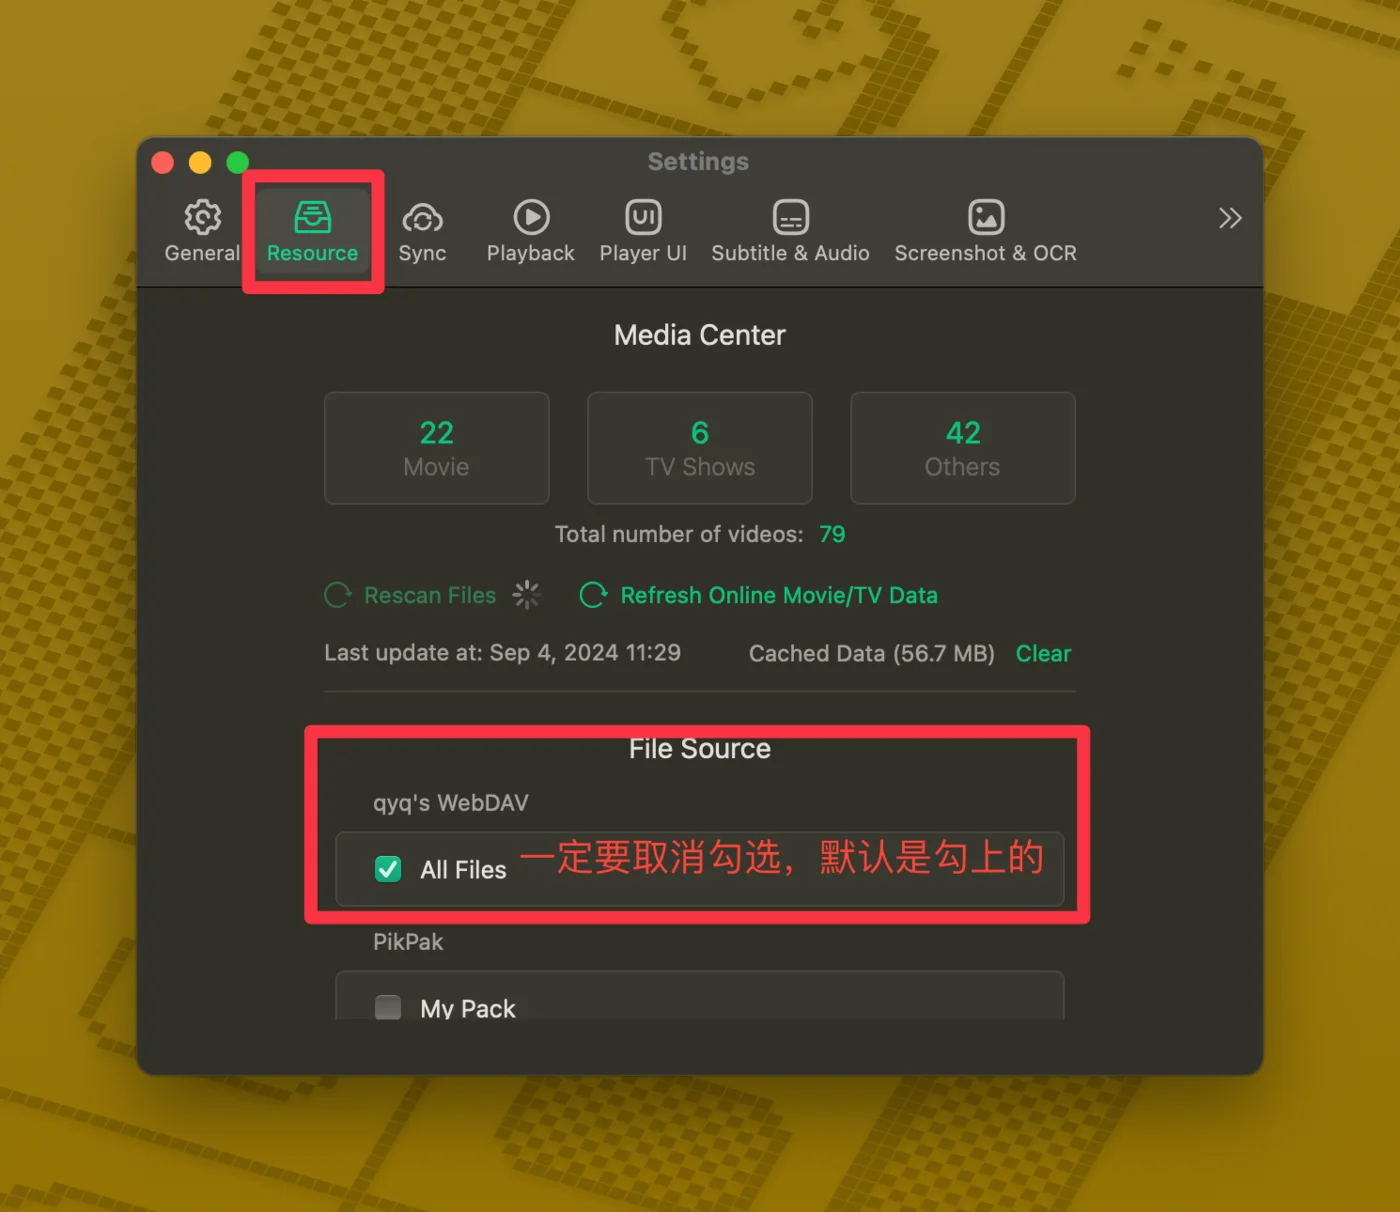 Settings
General
Resource
Sync
Playback
UI
Player UI
Subtitle & Audio
Screenshot & OCR
Media Center
22
Movie
6
TV Shows
42
Others
Total number of videos: 79
Rescan Files
Refresh Online Movie/TV Data
Last update at: Sep 4, 2024 11:29
Cached Data (56.7 MB) Clear
File Source
qyq's WebDAV
All Files 一定要取消勾选，默认是勾上的
PikPak
My Pack